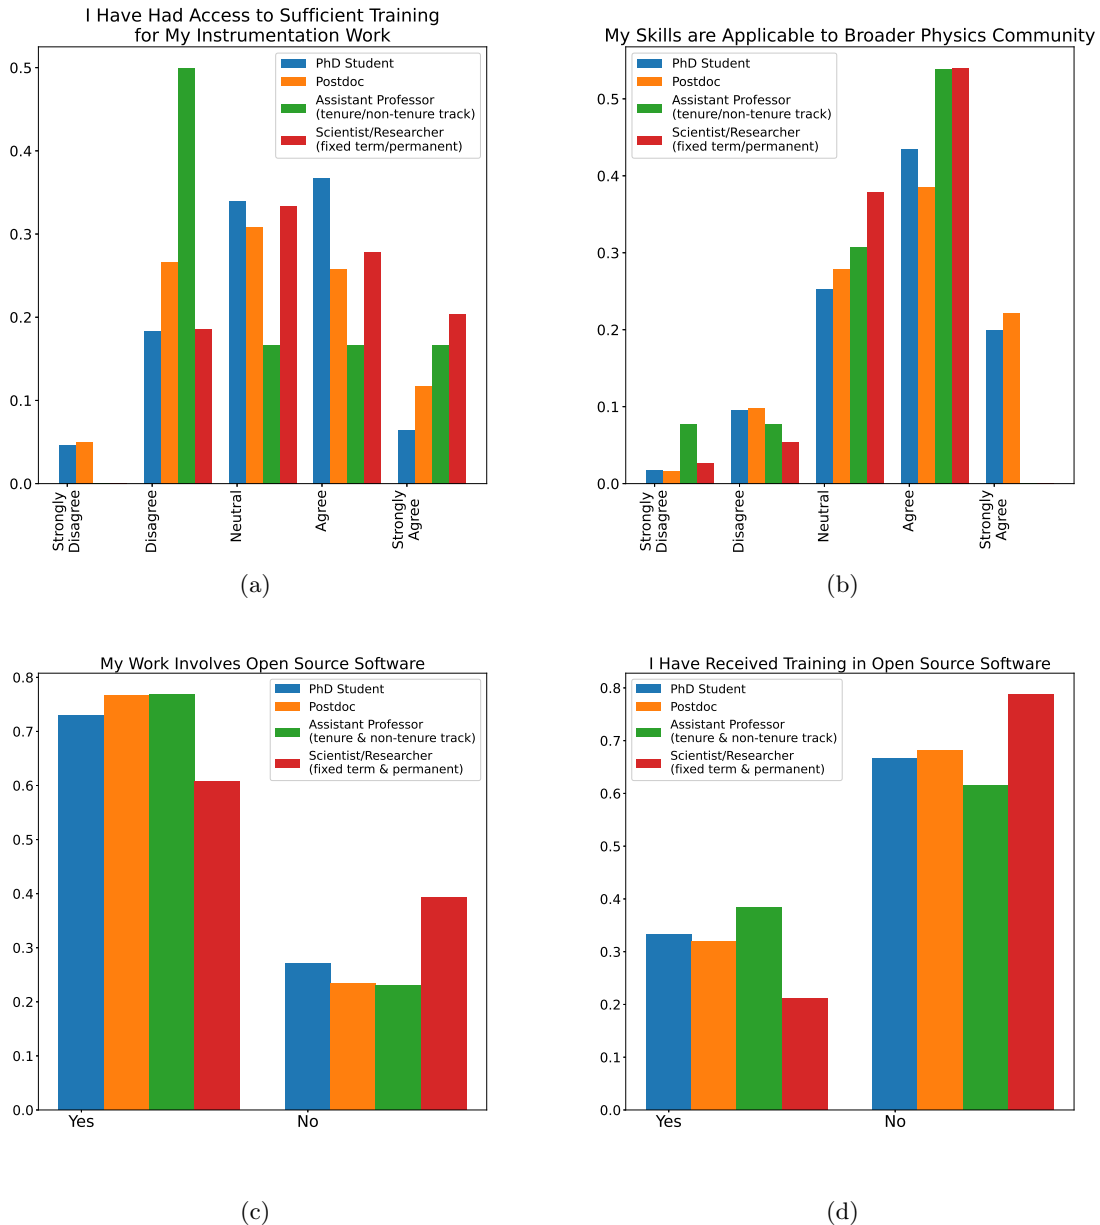 I Have Had Access to Sufficient Training
for My Instrumentation Work
0.5
0.4
0.3
0.2
0.1
0.0
PhD Student
Postdoc
Assistant Professor
(tenure/non-tenure track)
Scientist/Researcher
(fixed term/permanent)
Strongly
Disagree
Disagree
Neutral
Agree
Strongly
Agree
(a)
My Skills are Applicable to Broader Physics Community
0.5
0.4
0.3
0.2
0.1
0.0
PhD Student
Postdoc
Assistant Professor
(tenure/non-tenure track)
Scientist/Researcher
(fixed term/permanent)
Strongly
Disagree
Disagree
Neutral
Agree
Strongly
Agree
(b)
My Work Involves Open Source Software
0.8
0.7
0.6
0.5
0.4
0.3
0.2
0.1
0.0
PhD Student
Postdoc
Assistant Professor
(tenure & non-tenure track)
Scientist/Researcher
(fixed term & permanent)
Yes
No
(c)
I Have Received Training in Open Source Software
0.8
0.7
0.6
0.5
0.4
0.3
0.2
0.1
0.0
PhD Student
Postdoc
Assistant Professor
(tenure & non-tenure track)
Scientist/Researcher
(fixed term & permanent)
Yes
No
(d)